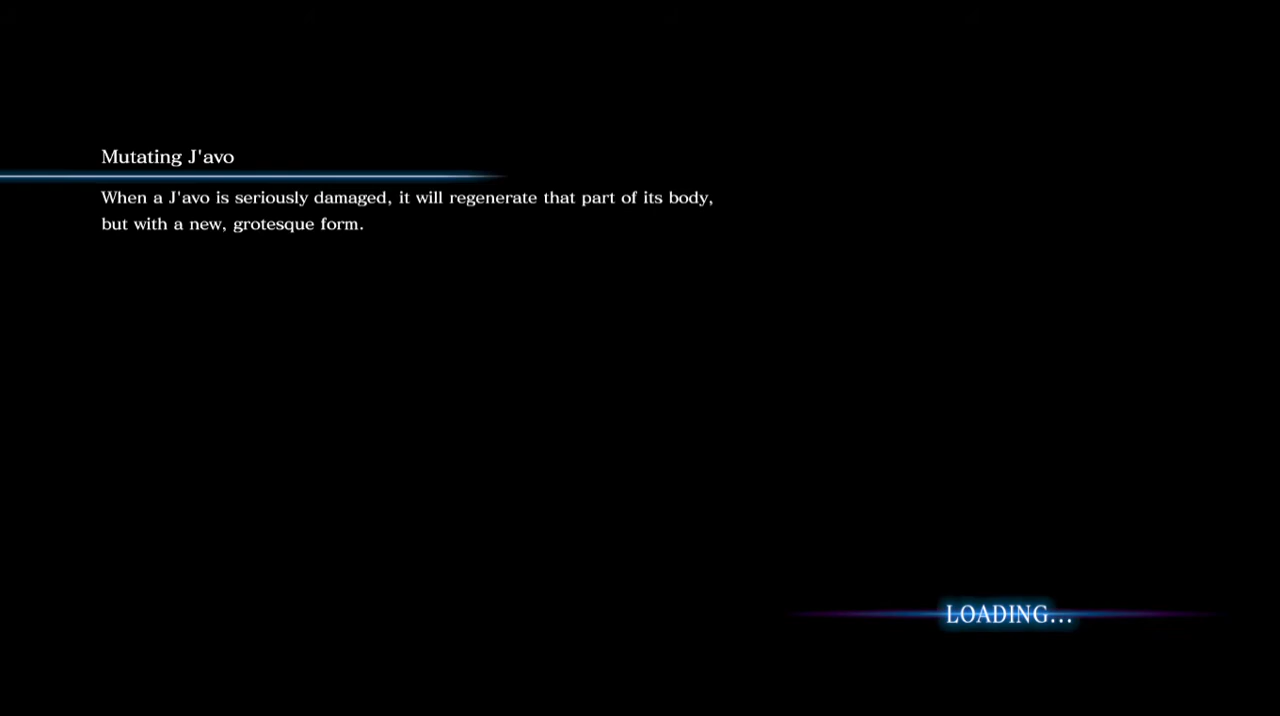 Mutating J'avo
When a J'avo is seriously damaged, it will regenerate that part of its body,
but with a new, grotesque form.
LOADING...